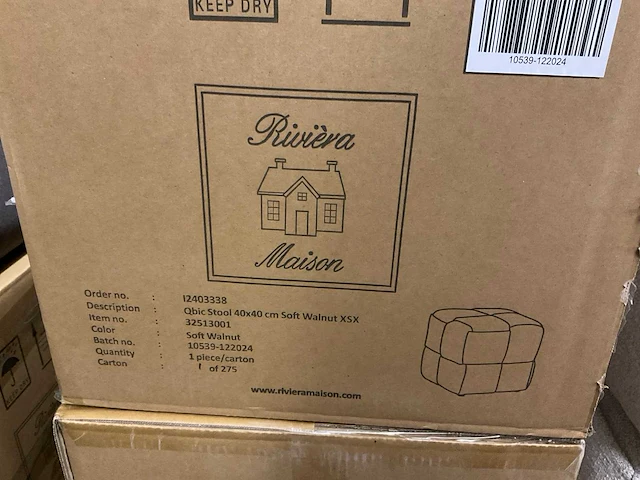 KEEP DRY
10539-122024
Rivièra
Maison
Order no. : I2403338
Description : Qbic Stool 40x40 cm Soft Walnut XSX
Item no. : 32513001
Color : Soft Walnut
Batch no. : 10539-122024
Quantity : 1 piece/carton
Carton : of 275
www.rivieramaison.com